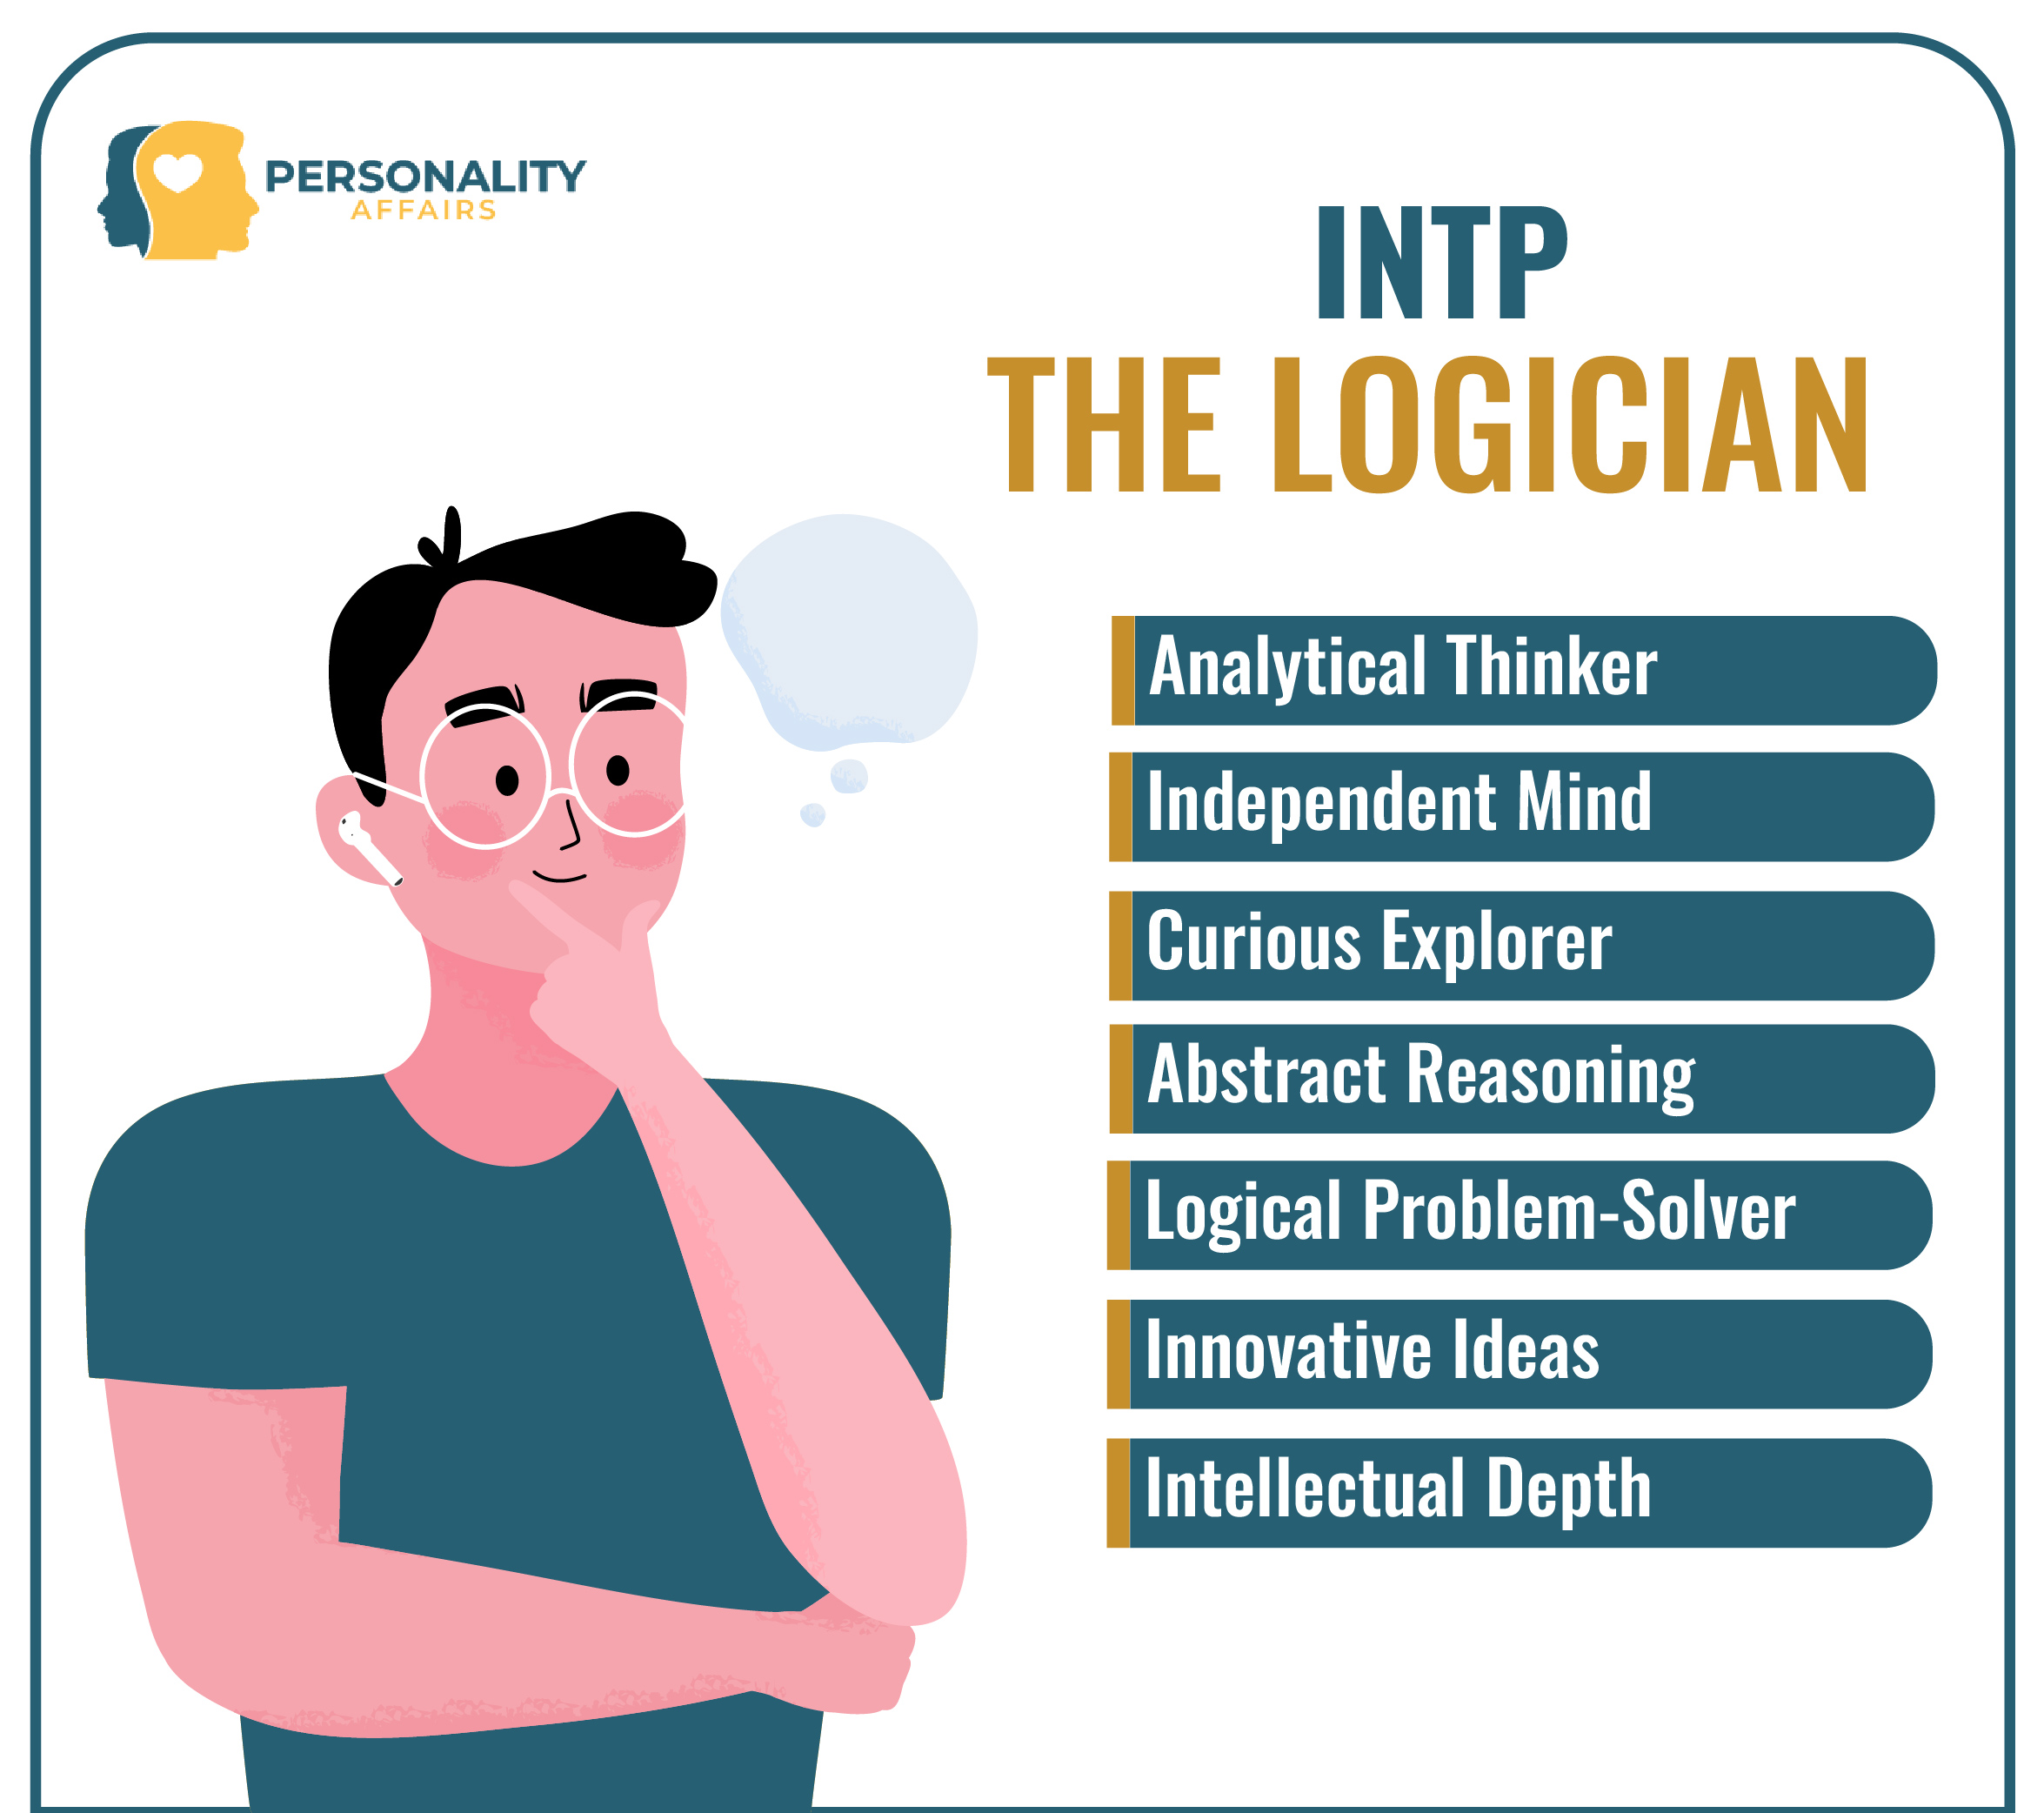 PERSONALITY
AFFAIRS
INTP
THE LOGICIAN
Analytical Thinker
Independent Mind
Curious Explorer
Abstract Reasoning
Logical Problem-Solver
Innovative Ideas
Intellectual Depth